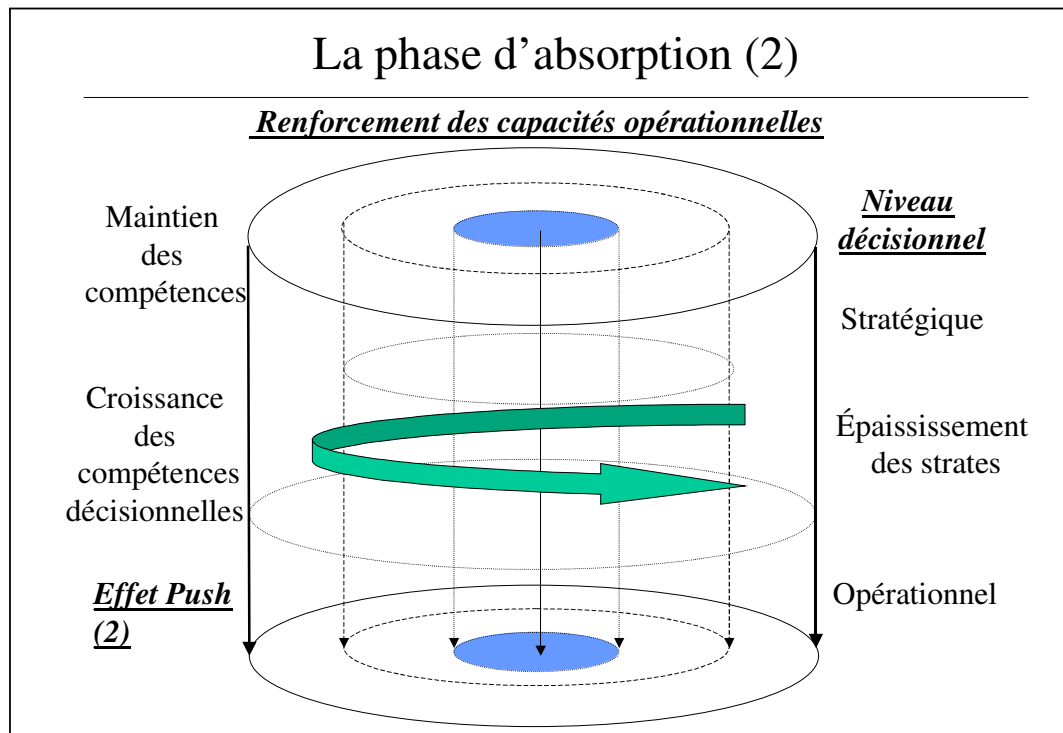 La phase d’absorption (2)
Renforcement des capacités opérationnelles
Maintien
des
compétences
Croissance
des
compétences
décisionnelles
Effet Push
(2)
Niveau
décisionnel
Stratégique
Épaississement
des strates
Opérationnel